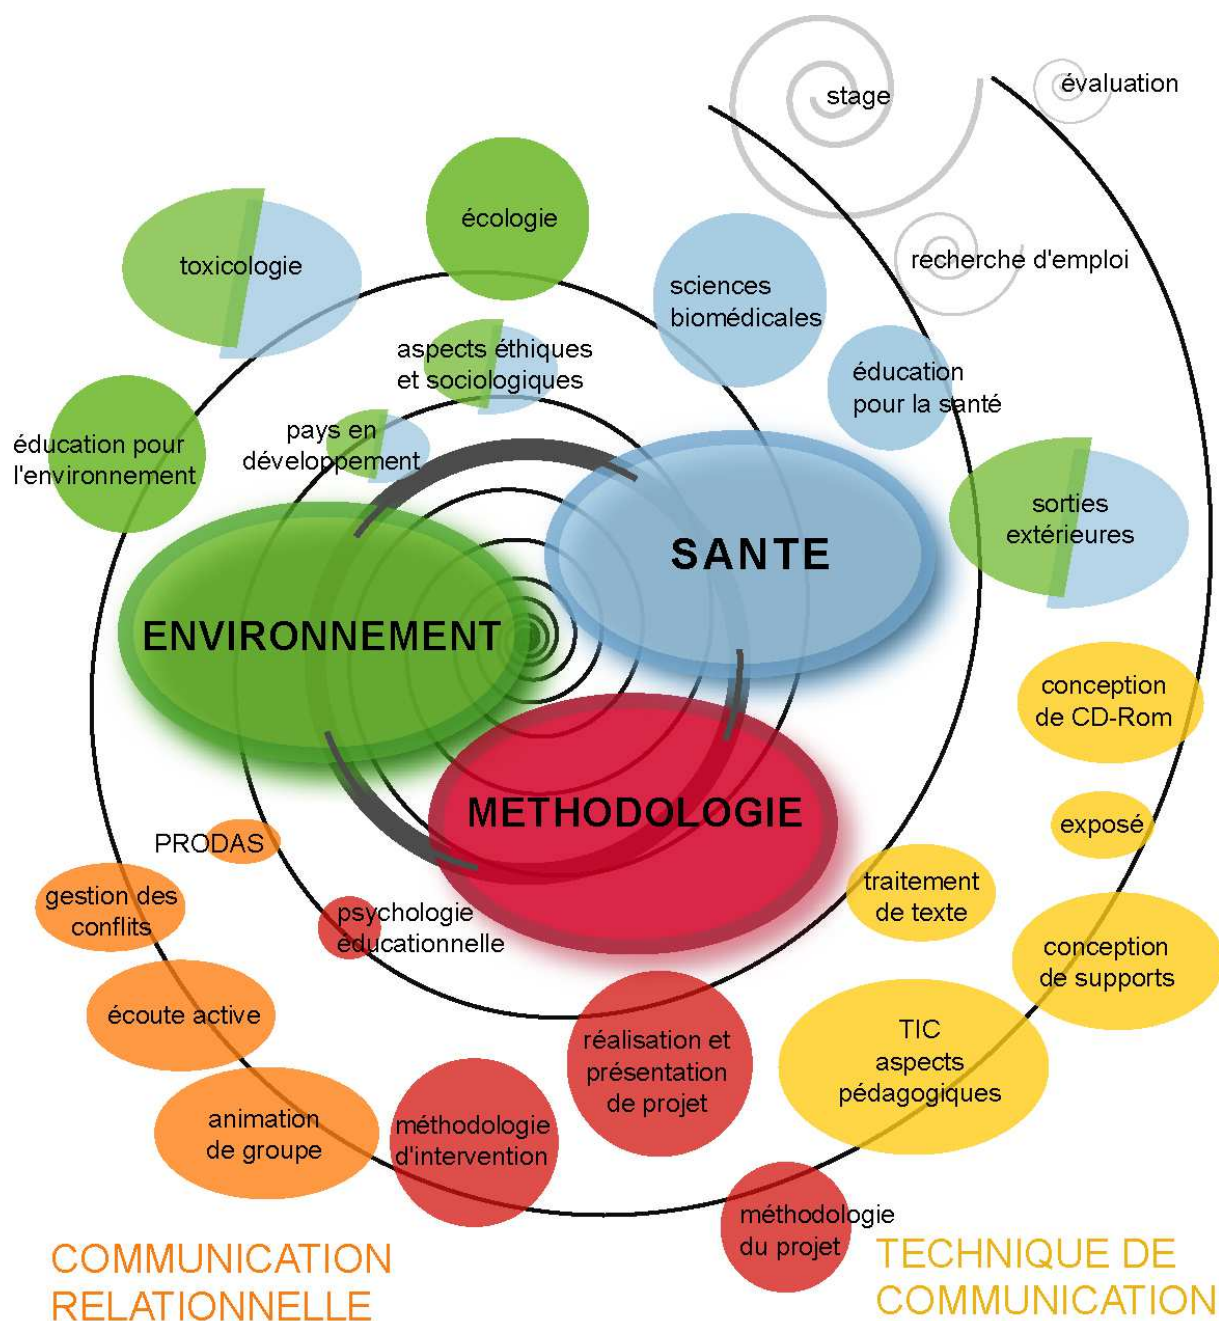 stage
évaluation
écologie
toxicologie
recherche d'emploi
sciences
biomédicales
aspects éthiques
et sociologiques
éducation
pour la santé
pays en
développement
éducation pour
l'environnement
sorties
extérieures
SANTE
ENVIRONNEMENT
METHODOLOGIE
conception
de CD-Rom
exposé
PRODAS
traitement
de texte
gestion des
conflits
psychologie
éducationnelle
conception
de supports
écoute active
TIC
aspects
pédagogiques
réalisation et
présentation
de projet
animation
de groupe
méthodologie
d'intervention
méthodologie
du projet
COMMUNICATION
RELATIONNELLE
TECHNIQUE DE
COMMUNICATION